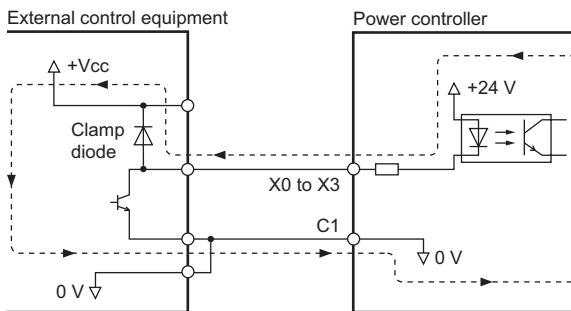 External control equipment
Power controller
+Vcc
+24 V
Clamp
diode
X0 to X3
C1
0 V
0 V